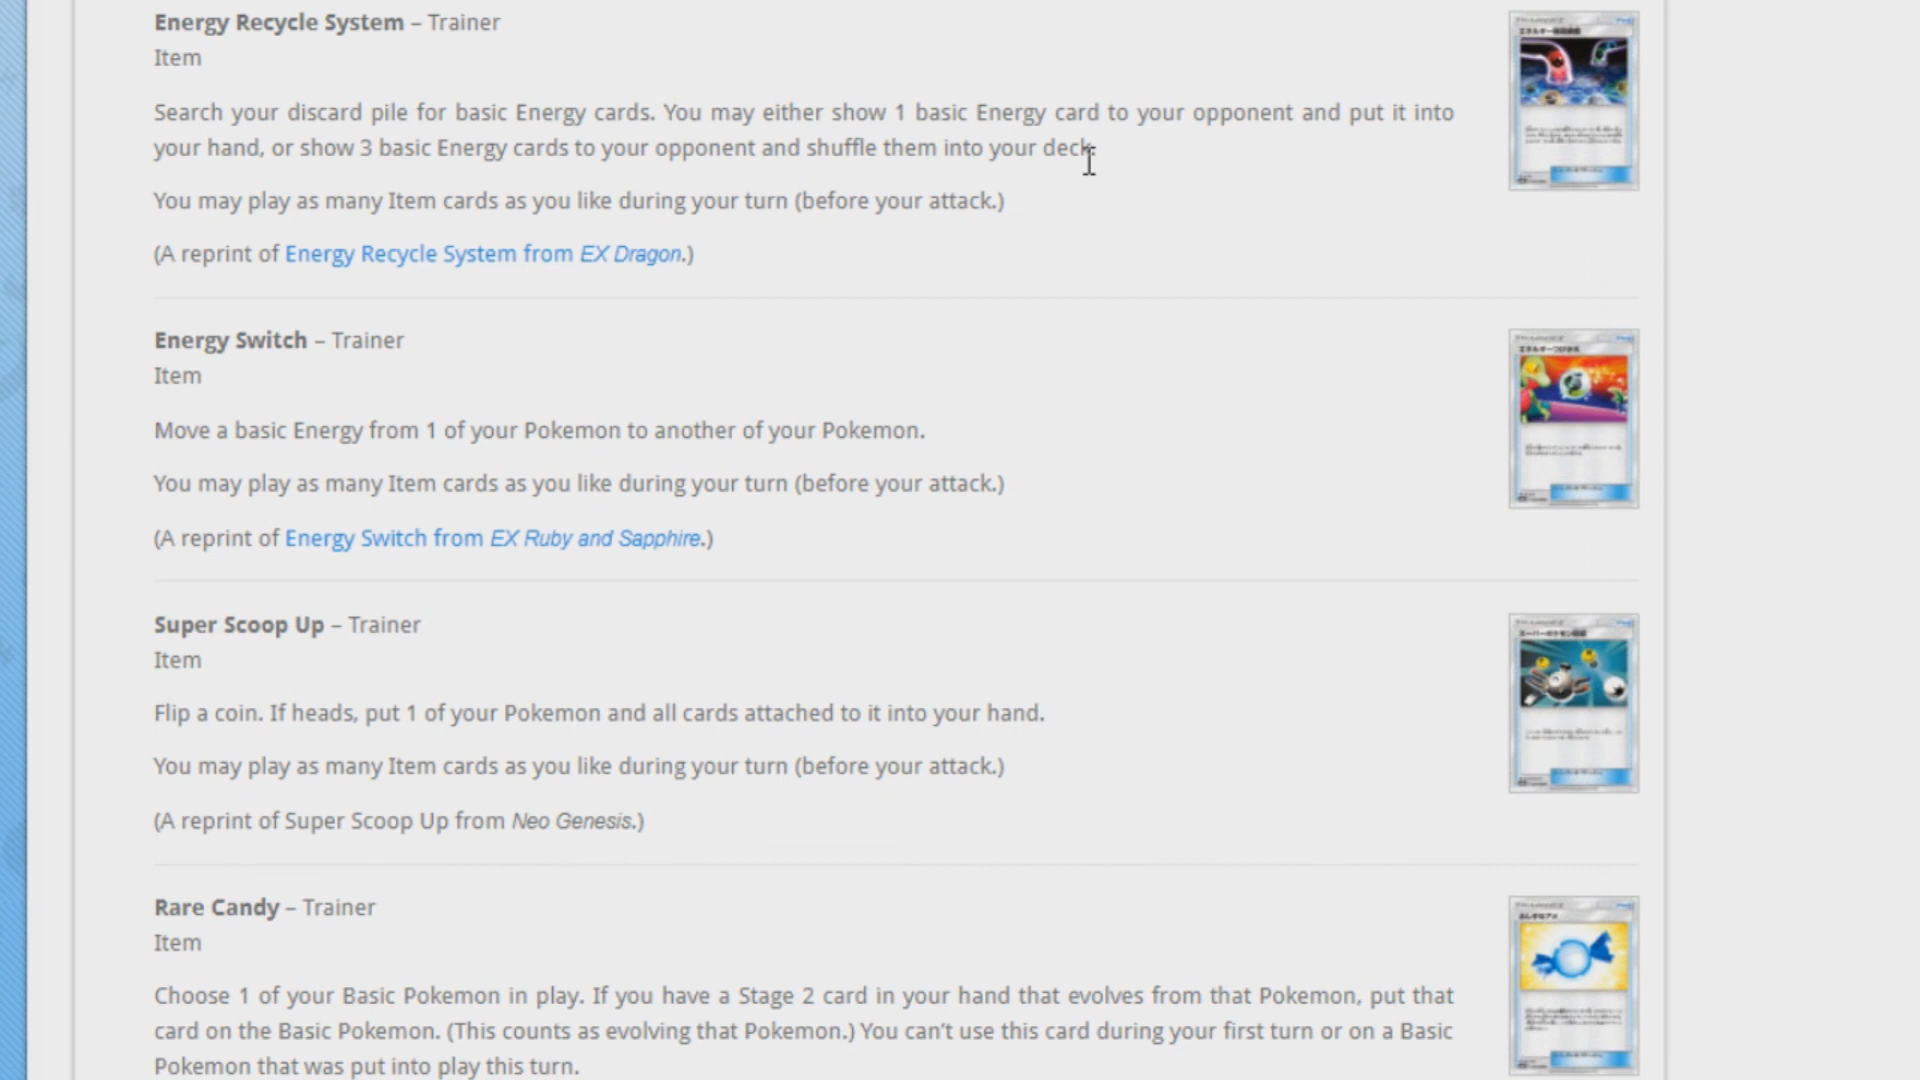 Energy Recycle System – Trainer
Item
Search your discard pile for basic Energy cards. You may either show 1 basic Energy card to your opponent and put it into
your hand, or show 3 basic Energy cards to your opponent and shuffle them into your deck.
You may play as many Item cards as you like during your turn (before your attack.)
(A reprint of Energy Recycle System from EX Dragon.)
Energy Switch – Trainer
Item
Move a basic Energy from 1 of your Pokemon to another of your Pokemon.
You may play as many Item cards as you like during your turn (before your attack.)
(A reprint of Energy Switch from EX Ruby and Sapphire.)
Super Scoop Up – Trainer
Item
Flip a coin. If heads, put 1 of your Pokemon and all cards attached to it into your hand.
You may play as many Item cards as you like during your turn (before your attack.)
(A reprint of Super Scoop Up from Neo Genesis.)
Rare Candy – Trainer
Item
Choose 1 of your Basic Pokemon in play. If you have a Stage 2 card in your hand that evolves from that Pokemon, put that
card on the Basic Pokemon. (This counts as evolving that Pokemon.) You can’t use this card during your first turn or on a Basic
Pokemon that was put into play this turn.
ふしぎなアメ